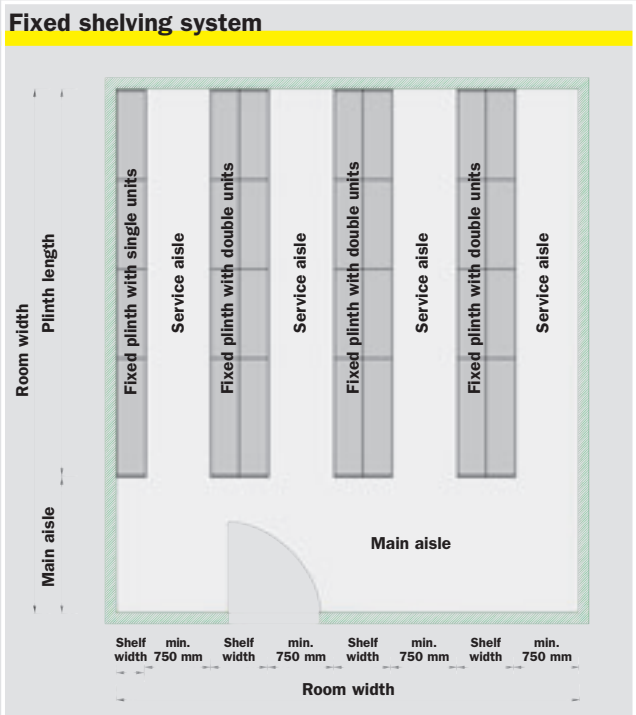 Fixed shelving system
Room width
Plinth length
Main aisle
Fixed plinth with single units
Service aisle
Fixed plinth with double units
Service aisle
Fixed plinth with double units
Service aisle
Fixed plinth with double units
Service aisle
Main aisle
Shelf
width
min.
750 mm
Shelf
width
min.
750 mm
Shelf
width
min.
750 mm
Shelf
width
min.
750 mm
Room width